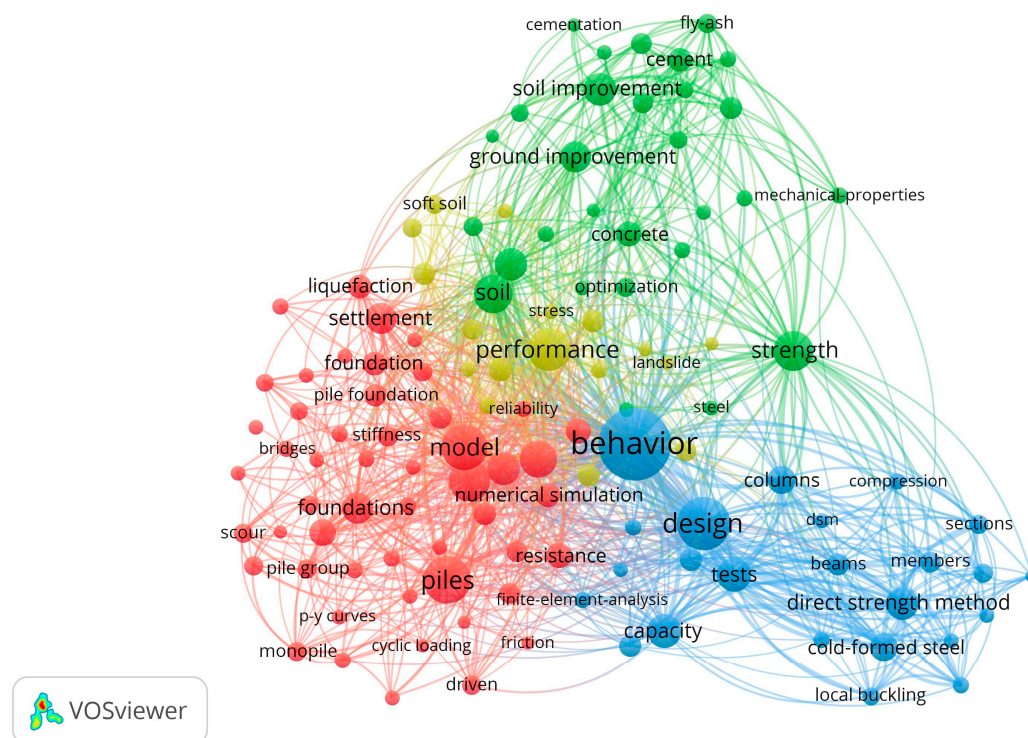 cementation
fly-ash
cement
soil improvement
ground improvement
mechanical-properties
soft soil
concrete
liquefaction
soil
optimization
settlement
stress
performance
strength
foundation
landslide
pile foundation
reliability
steel
stiffness
behavior
bridges
model
columns
compression
numerical simulation
foundations
design
dsm
sections
scour
resistance
pile group
piles
tests
beams
members
finite-element-analysis
direct strength method
p-y curves
capacity
cyclic loading
friction
cold-formed steel
monopile
driven
local buckling
VOSviewer